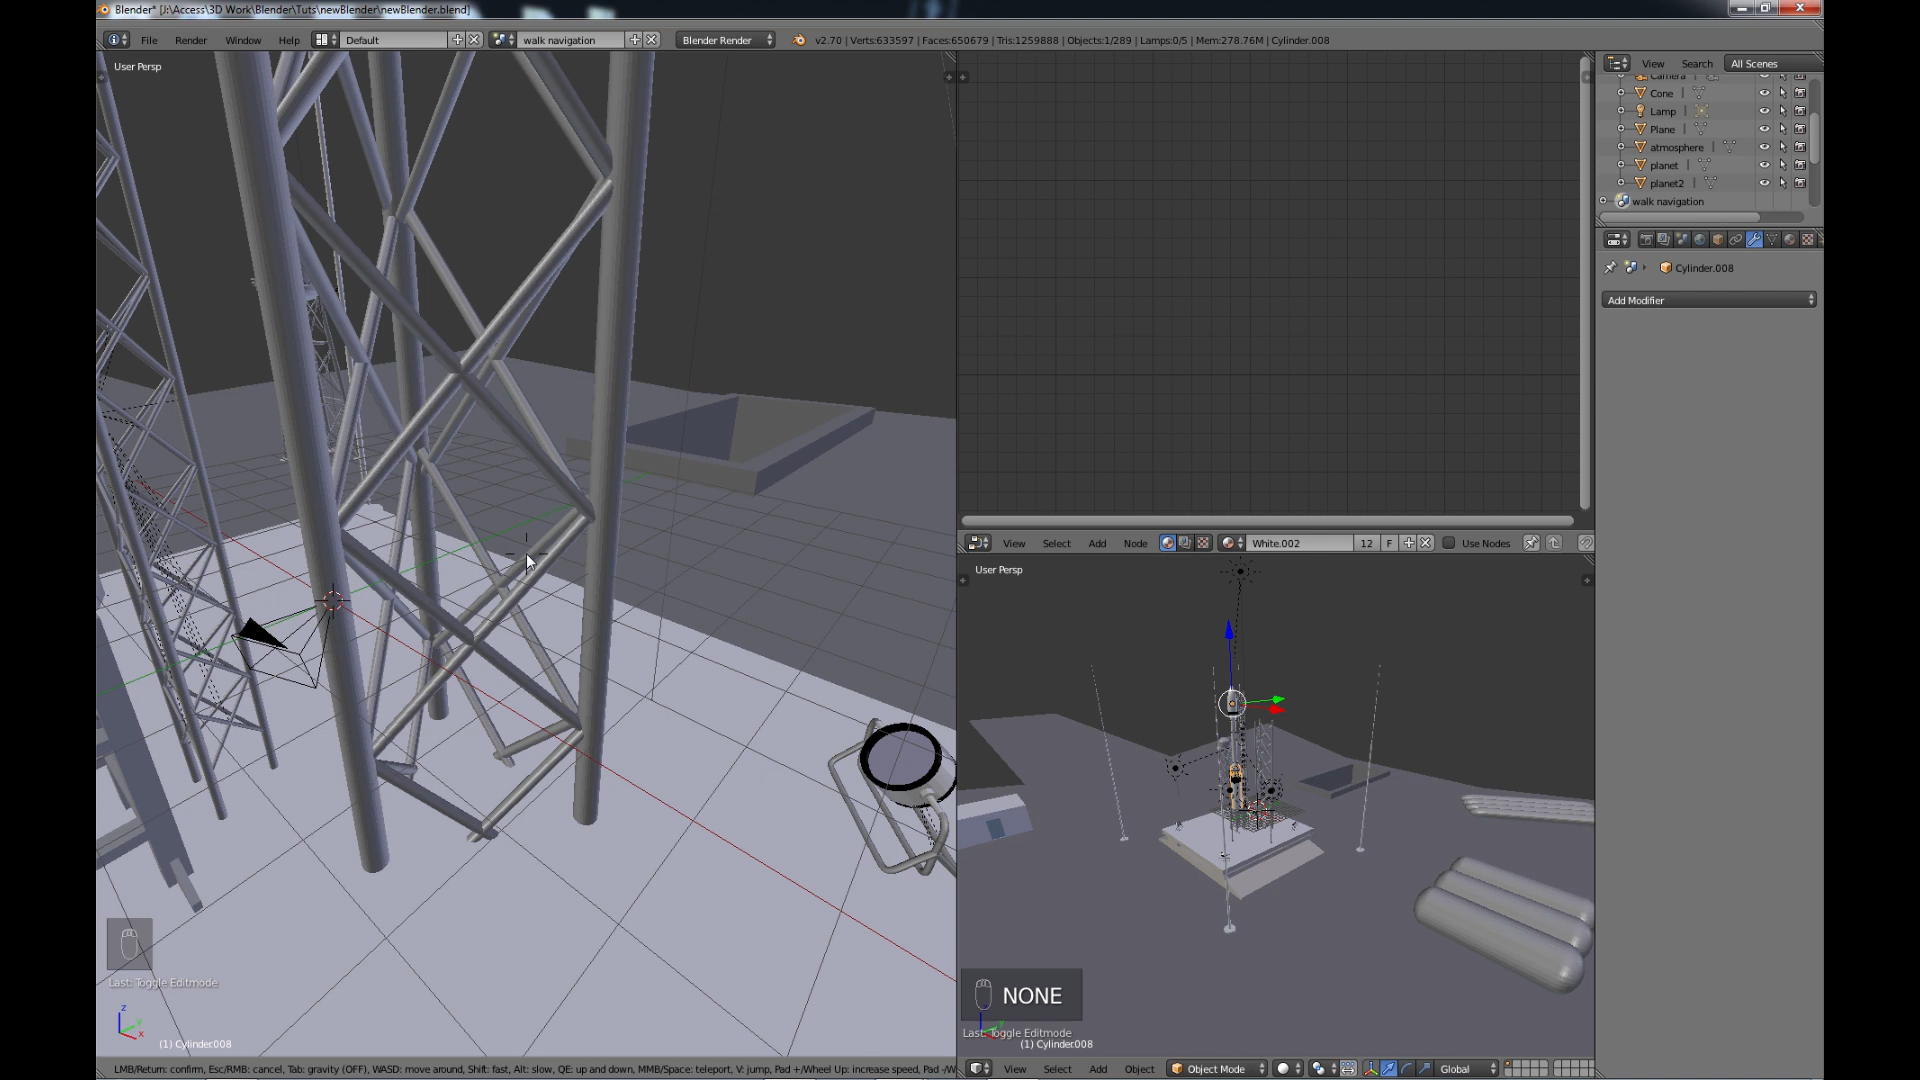 Blender* [J:\Access\3D Work\Blender\Tuts\newBlender\newBlender.blend]
File Render Window Help Default walk navigation Blender Render v2.70 | Verts:633597 | Faces:650679 | Tris:1259888 | Objects:1/289 | Lamps:0/5 | Mem:278.76M | Cylinder.008
User Persp
View Search All Scenes
Camera
Cone
Lamp
Plane
atmosphere
planet
planet2
walk navigation
Cylinder.008
Add Modifier
View Select Add Node White.002 12 F Use Nodes
User Persp
Last: Toggle Editmode
z
y
x
(1) Cylinder.008
NONE
Last: Toggle Editmode
(1) Cylinder.008
LMB/Return: confirm, Esc/RMB: cancel, Tab: gravity (OFF), WASD: move around, Shift: fast, Alt: slow, QE: up and down, MMB/Space: teleport, V: jump, Pad +/Wheel Up: increase speed, Pad -/W
View Select Add Object Object Mode Global